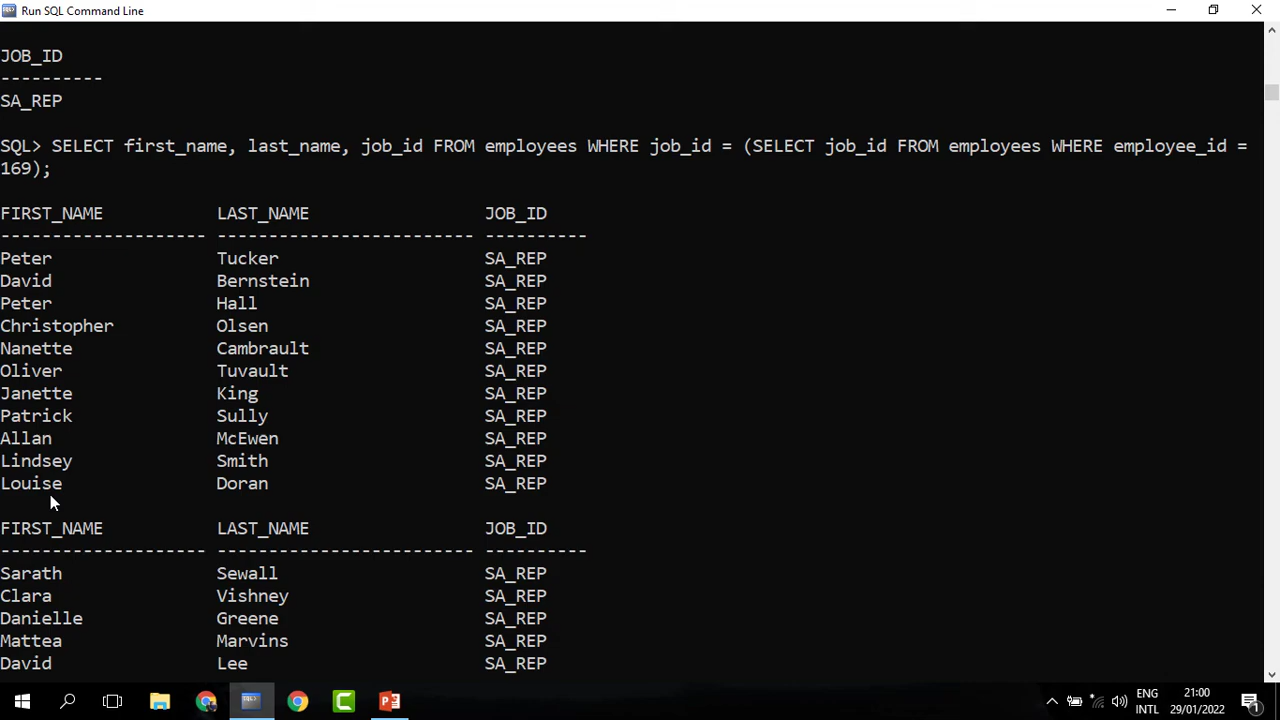 Run SQL Command Line
JOB_ID
----------
SA_REP
SQL> SELECT first_name, last_name, job_id FROM employees WHERE job_id = (SELECT job_id FROM employees WHERE employee_id =
169);
FIRST_NAME LAST_NAME JOB_ID
-------------------- ------------------------- ----------
Peter Tucker SA_REP
David Bernstein SA_REP
Peter Hall SA_REP
Christopher Olsen SA_REP
Nanette Cambrault SA_REP
Oliver Tuvault SA_REP
Janette King SA_REP
Patrick Sully SA_REP
Allan McEwen SA_REP
Lindsey Smith SA_REP
Louise Doran SA_REP
FIRST_NAME LAST_NAME JOB_ID
-------------------- ------------------------- ----------
Sarath Sewall SA_REP
Clara Vishney SA_REP
Danielle Greene SA_REP
Mattea Marvins SA_REP
David Lee SA_REP
ENG 21:00
INTL 29/01/2022 1